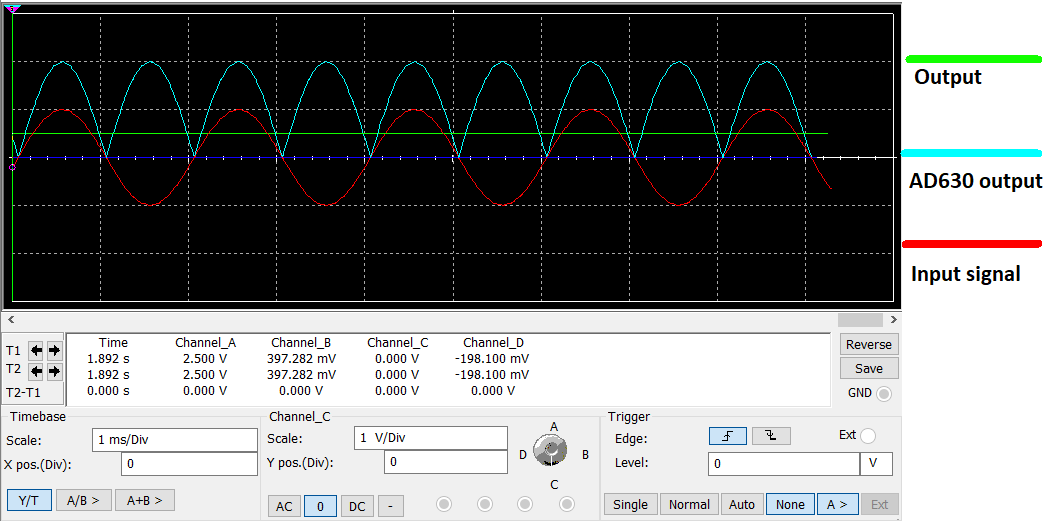 Output
AD630 output
Input signal
Time Channel_A Channel_B Channel_C Channel_D
T1 1.892 s 2.500 V 397.282 mV 0.000 V -198.100 mV
T2 1.892 s 2.500 V 397.282 mV 0.000 V -198.100 mV
T2-T1 0.000 s 0.000 V 0.000 V 0.000 V 0.000 V
Reverse
Save
GND
Timebase
Scale: 1 ms/Div
X pos.(Div): 0
Y/T A/B > A+B >
Channel_C
Scale: 1 V/Div
Y pos.(Div): 0
AC 0 DC -
A
D B
C
Trigger
Edge: Ext
Level: 0 V
Single Normal Auto None A > Ext